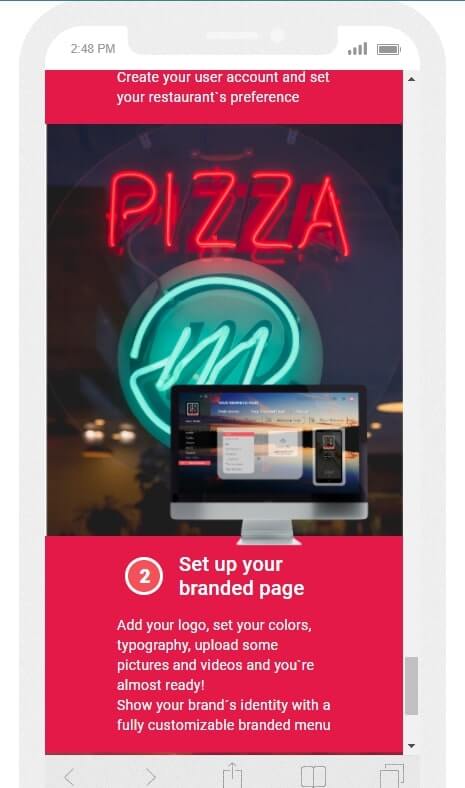 2:48 PM
Create your user account and set
your restaurant`s preference
PIZZA
m
2
Set up your
branded page
Add your logo, set your colors,
typography, upload some
pictures and videos and you`re
almost ready!
Show your brand´s identity with a
fully customizable branded menu